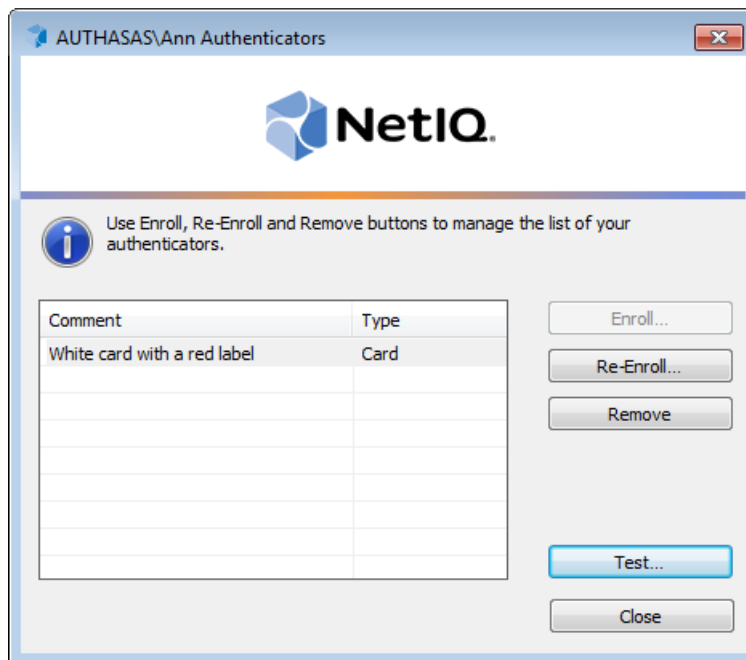 AUTHASAS\Ann Authenticators
NetIQ.
Use Enroll, Re-Enroll and Remove buttons to manage the list of your
authenticators.
Comment Type
White card with a red label Card
Enroll...
Re-Enroll...
Remove
Test...
Close